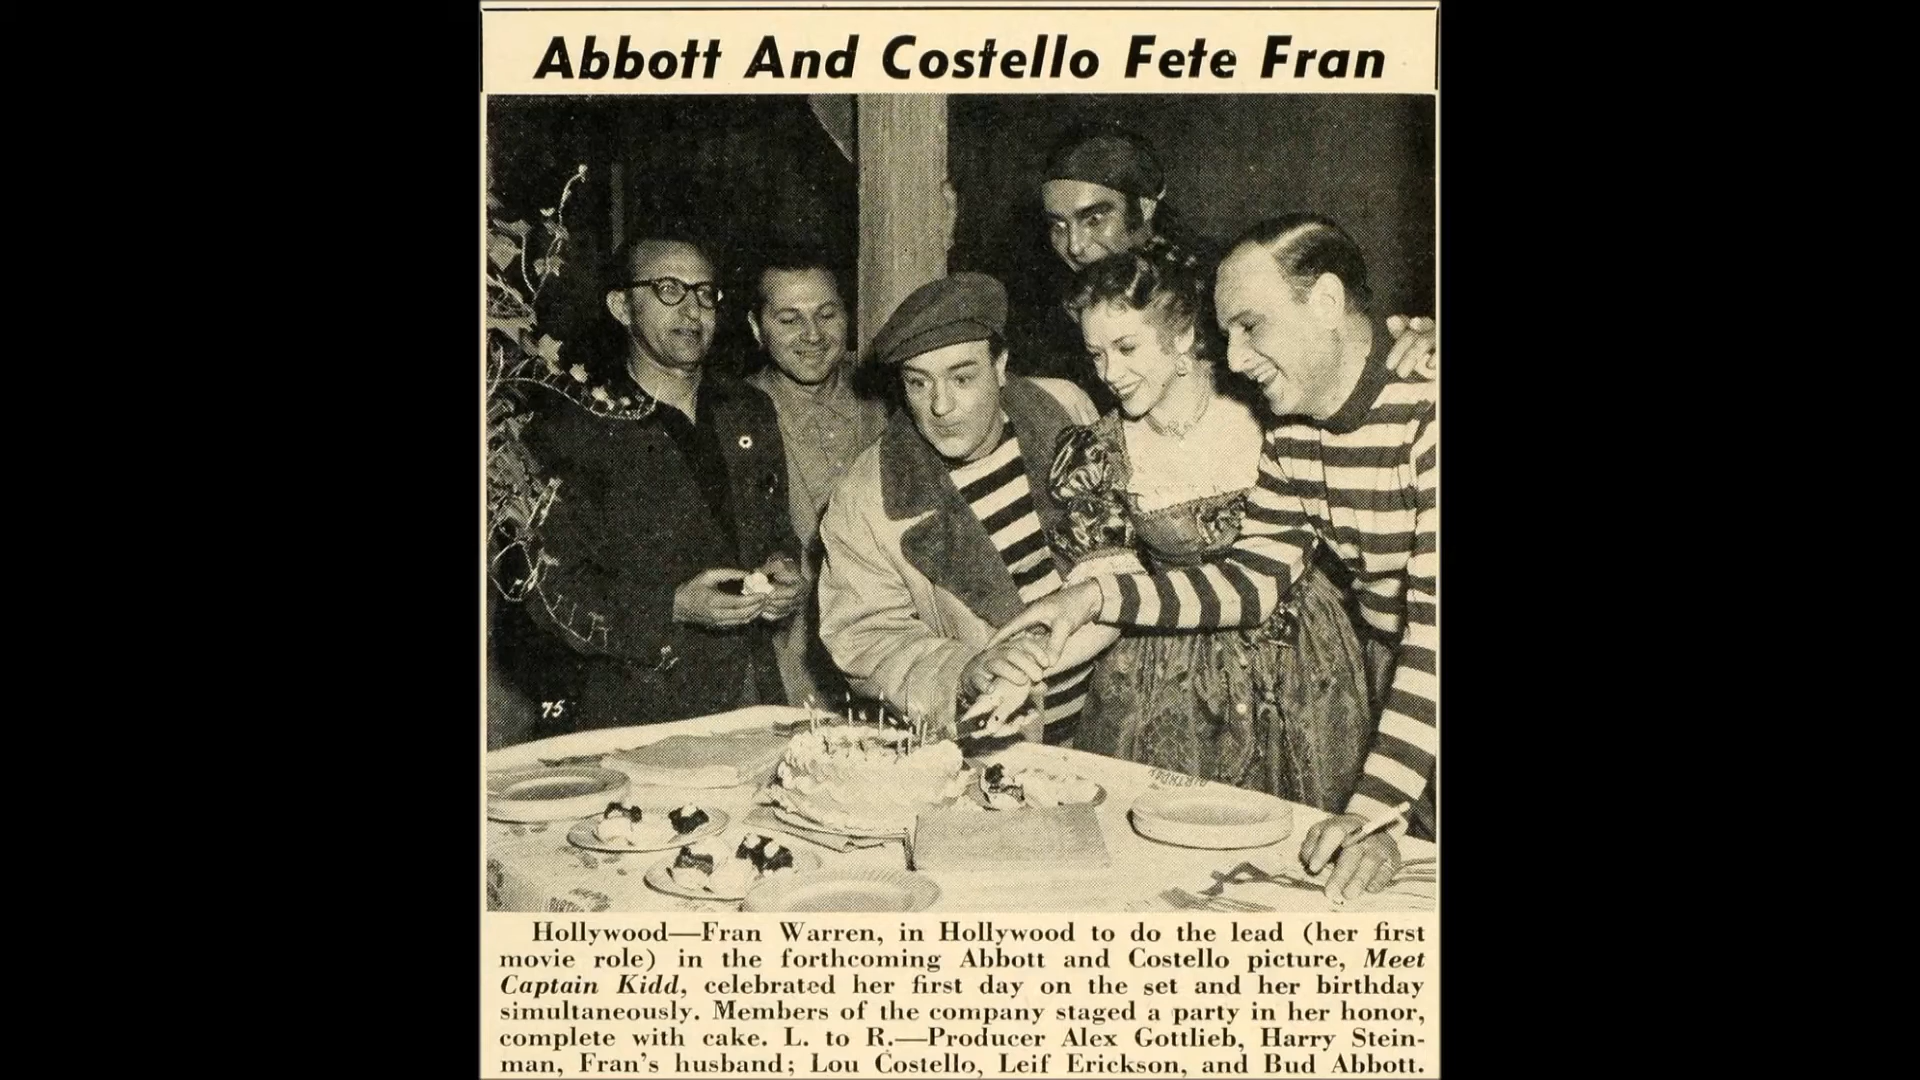 Abbott And Costello Fete Fran
75
BIRTHDAY
Hollywood—Fran Warren, in Hollywood to do the lead (her first
movie role) in the forthcoming Abbott and Costello picture, Meet
Captain Kidd, celebrated her first day on the set and her birthday
simultaneously. Members of the company staged a party in her honor,
complete with cake. L. to R.—Producer Alex Gottlieb, Harry Stein-
man, Fran's husband; Lou Costello, Leif Erickson, and Bud Abbott.